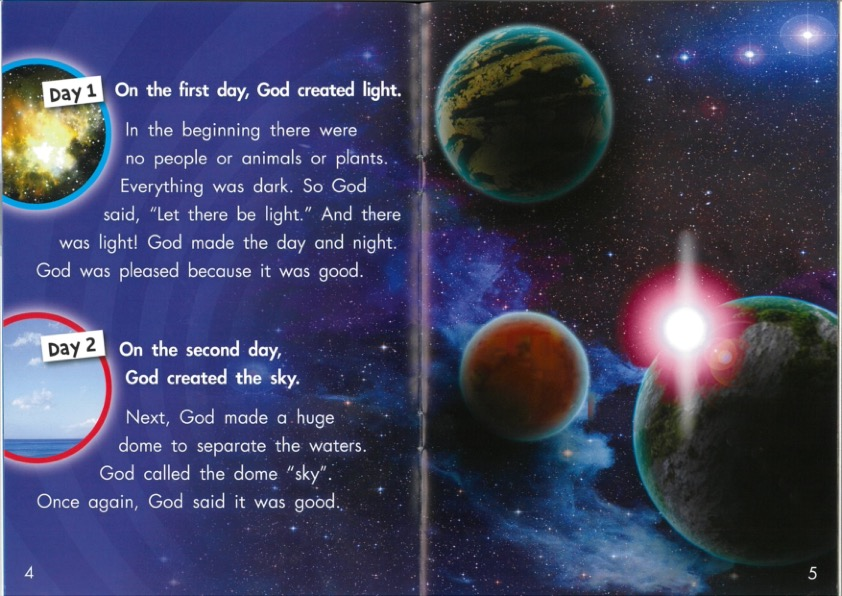 Day 1
On the first day, God created light.
In the beginning there were
no people or animals or plants.
Everything was dark. So God
said, “Let there be light.” And there
was light! God made the day and night.
God was pleased because it was good.
Day 2
On the second day,
God created the sky.
Next, God made a huge
dome to separate the waters.
God called the dome “sky”.
Once again, God said it was good.
4
5